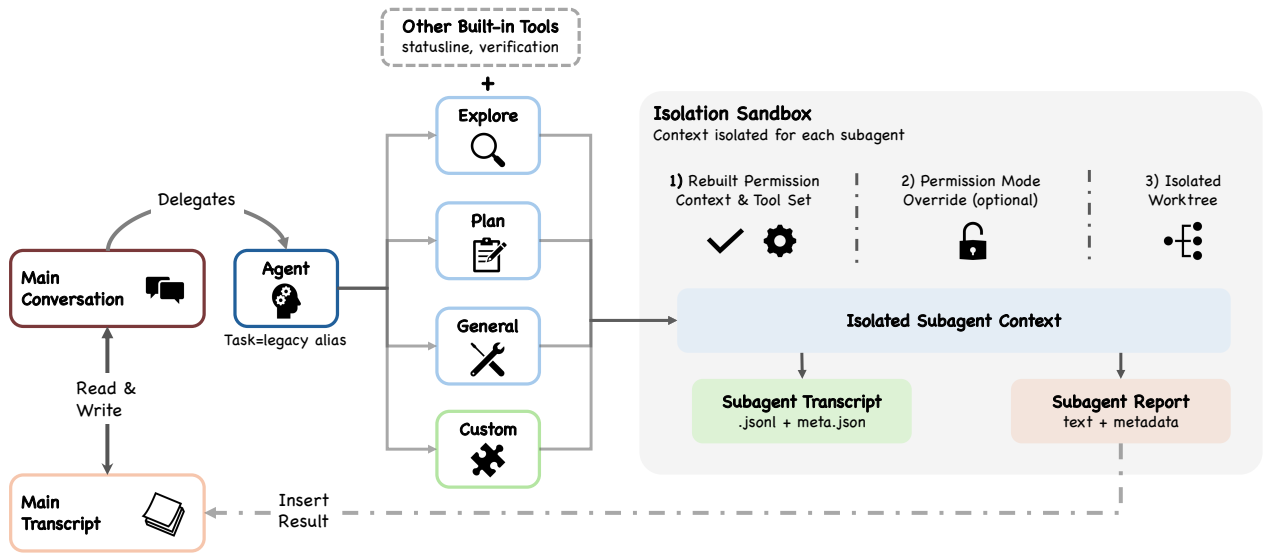 Other Built-in Tools
statusline, verification
+
Explore
Plan
General
Custom
Delegates
Main
Conversation
Agent
Task=legacy alias
Read &
Write
Main
Transcript
Insert
Result
Isolation Sandbox
Context isolated for each subagent
1) Rebuilt Permission
Context & Tool Set
2) Permission Mode
Override (optional)
3) Isolated
Worktree
Isolated Subagent Context
Subagent Transcript
.jsonl + meta.json
Subagent Report
text + metadata